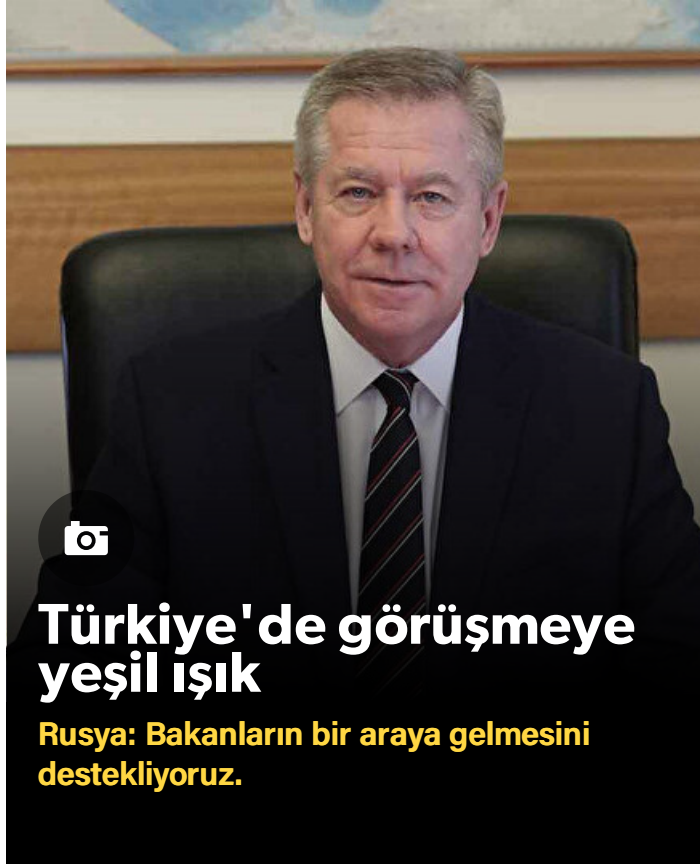 Türkiye'de görüşmeye
yeşil ışık
Rusya: Bakanların bir araya gelmesini
destekliyoruz.